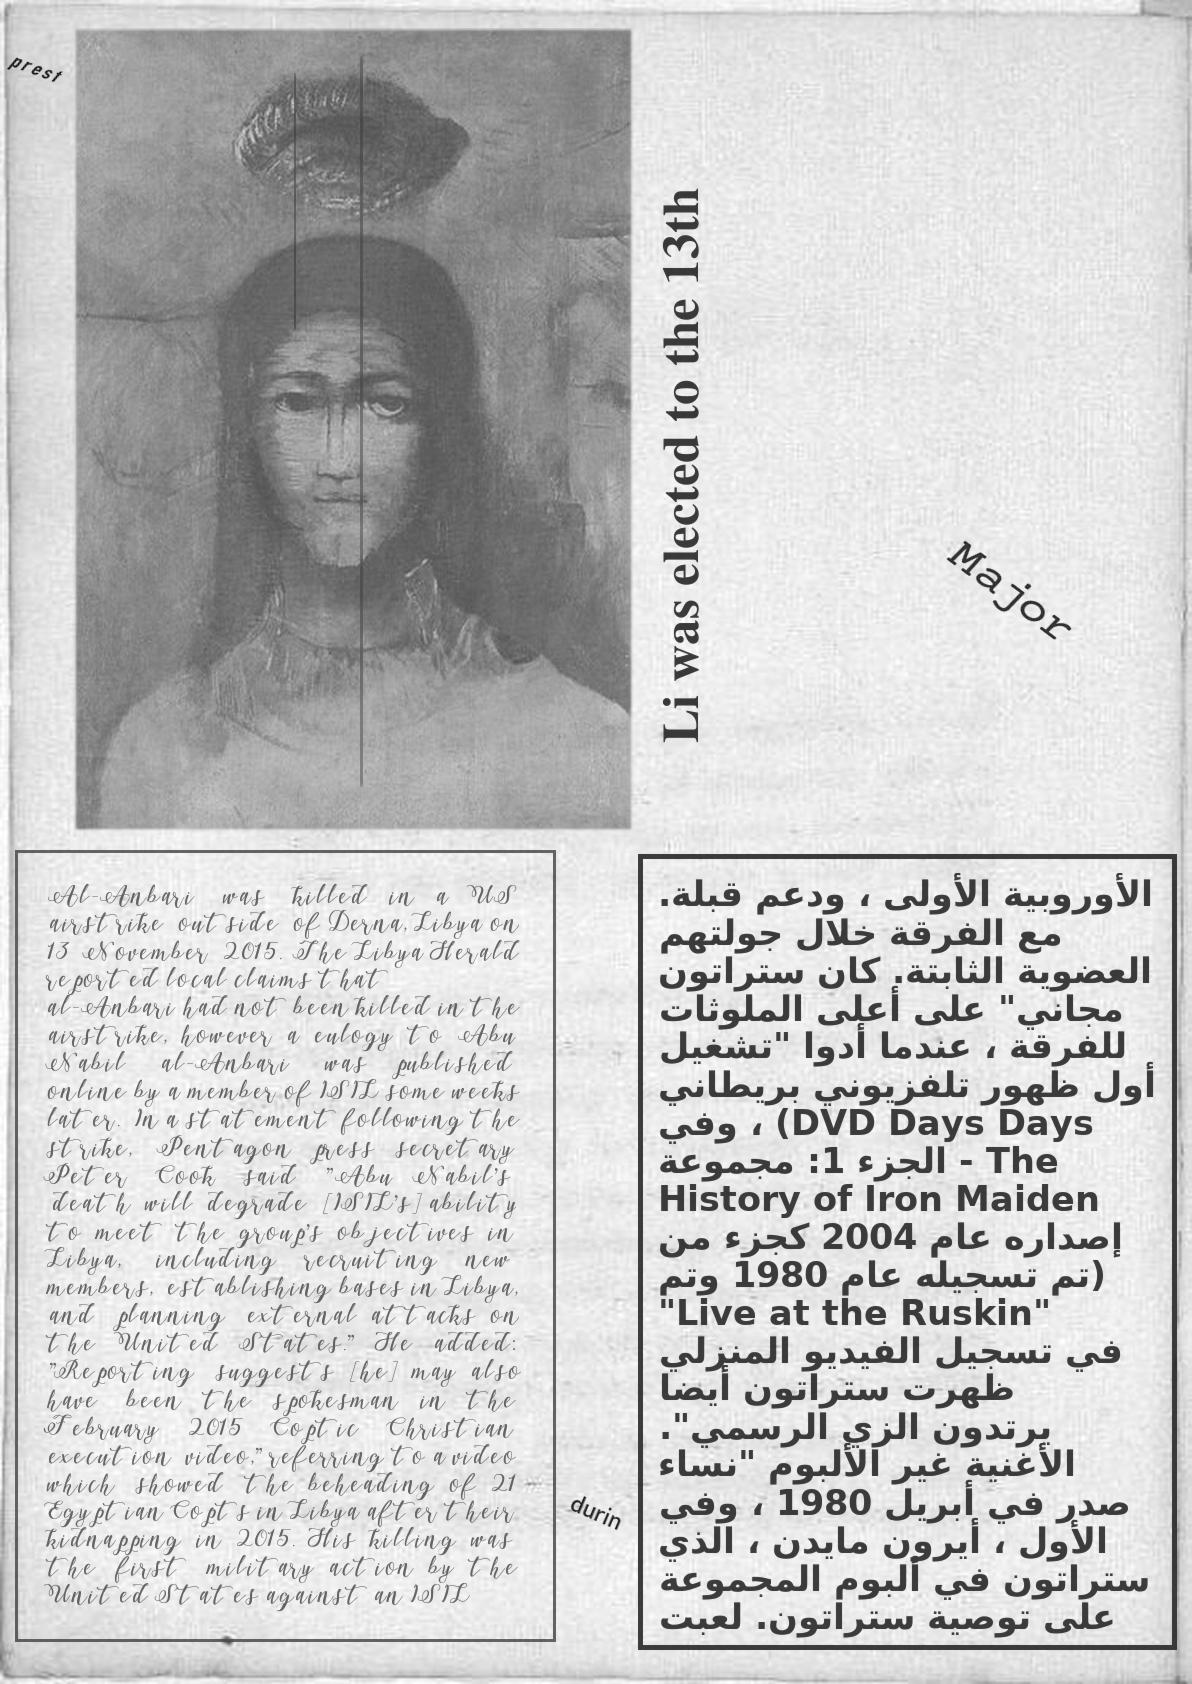 prest
Li was elected to the 13th
Major
Al-Anbari was killed in a US
airstrike outside of Derna, Libya on
13 November 2015. The Libya Herald
reported local claims that
al-Anbari had not been killed in the
airstrike, however a eulogy to Abu
Nabil al-Anbari was published
online by a member of ISIL some weeks
later. In a statement following the
strike, Pentagon press secretary
Peter Cook said "Abu Nabil's
death will degrade [ISIL's] ability
to meet the group's objectives in
Libya, including recruiting new
members, establishing bases in Libya,
and planning external attacks on
the United States." He added:
"Reporting suggests [he] may also
have been the spokesman in the
February 2015 Coptic Christian
execution video," referring to a video
which showed the beheading of 21
Egyptian Copts in Libya after their
kidnapping in 2015. His killing was
the first military action by the
United States against an ISIL
durin
الأوروبية الأولى ، ودعم قبلة.
مع الفرقة خلال جولتهم
العضوية الثابتة. كان ستراتون
مجاني" على أعلى الملوثات
للفرقة ، عندما أدوا "تشغيل
أول ظهور تلفزيوني بريطاني
DVD Days Days) ، وفي
الجزء 1: مجموعة - The
History of Iron Maiden
إصداره عام 2004 كجزء من
(تم تسجيله عام 1980 وتم
"Live at the Ruskin"
في تسجيل الفيديو المنزلي
ظهرت ستراتون أيضا
يرتدون الزي الرسمي".
الأغنية غير الألبوم "نساء
صدر في أبريل 1980 ، وفي
الأول ، أيرون مايدن ، الذي
ستراتون في ألبوم المجموعة
على توصية ستراتون. لعبت